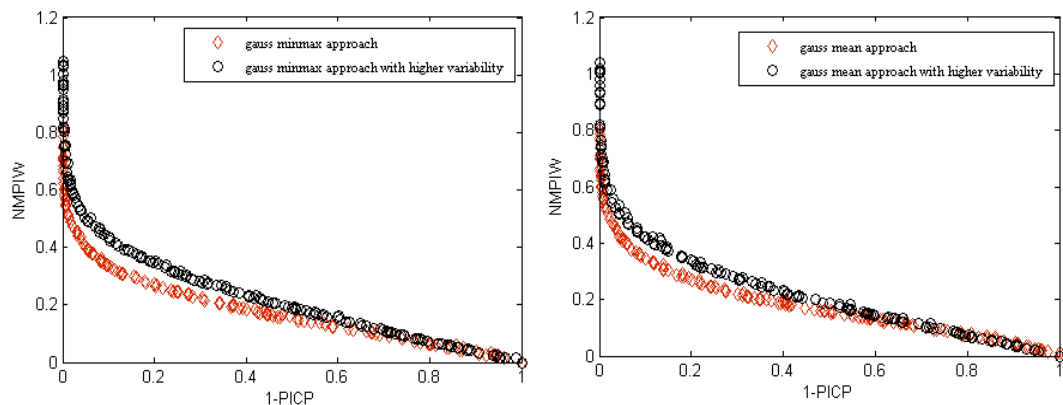 1.2
1
0.8
0.6
0.4
0.2
0
NMPIW
gauss minmax approach
gauss minmax approach with higher variability
0 0.2 0.4 0.6 0.8 1
1-PICP
1.2
1
0.8
0.6
0.4
0.2
0
NMPIW
gauss mean approach
gauss mean approach with higher variability
0 0.2 0.4 0.6 0.8 1
1-PICP